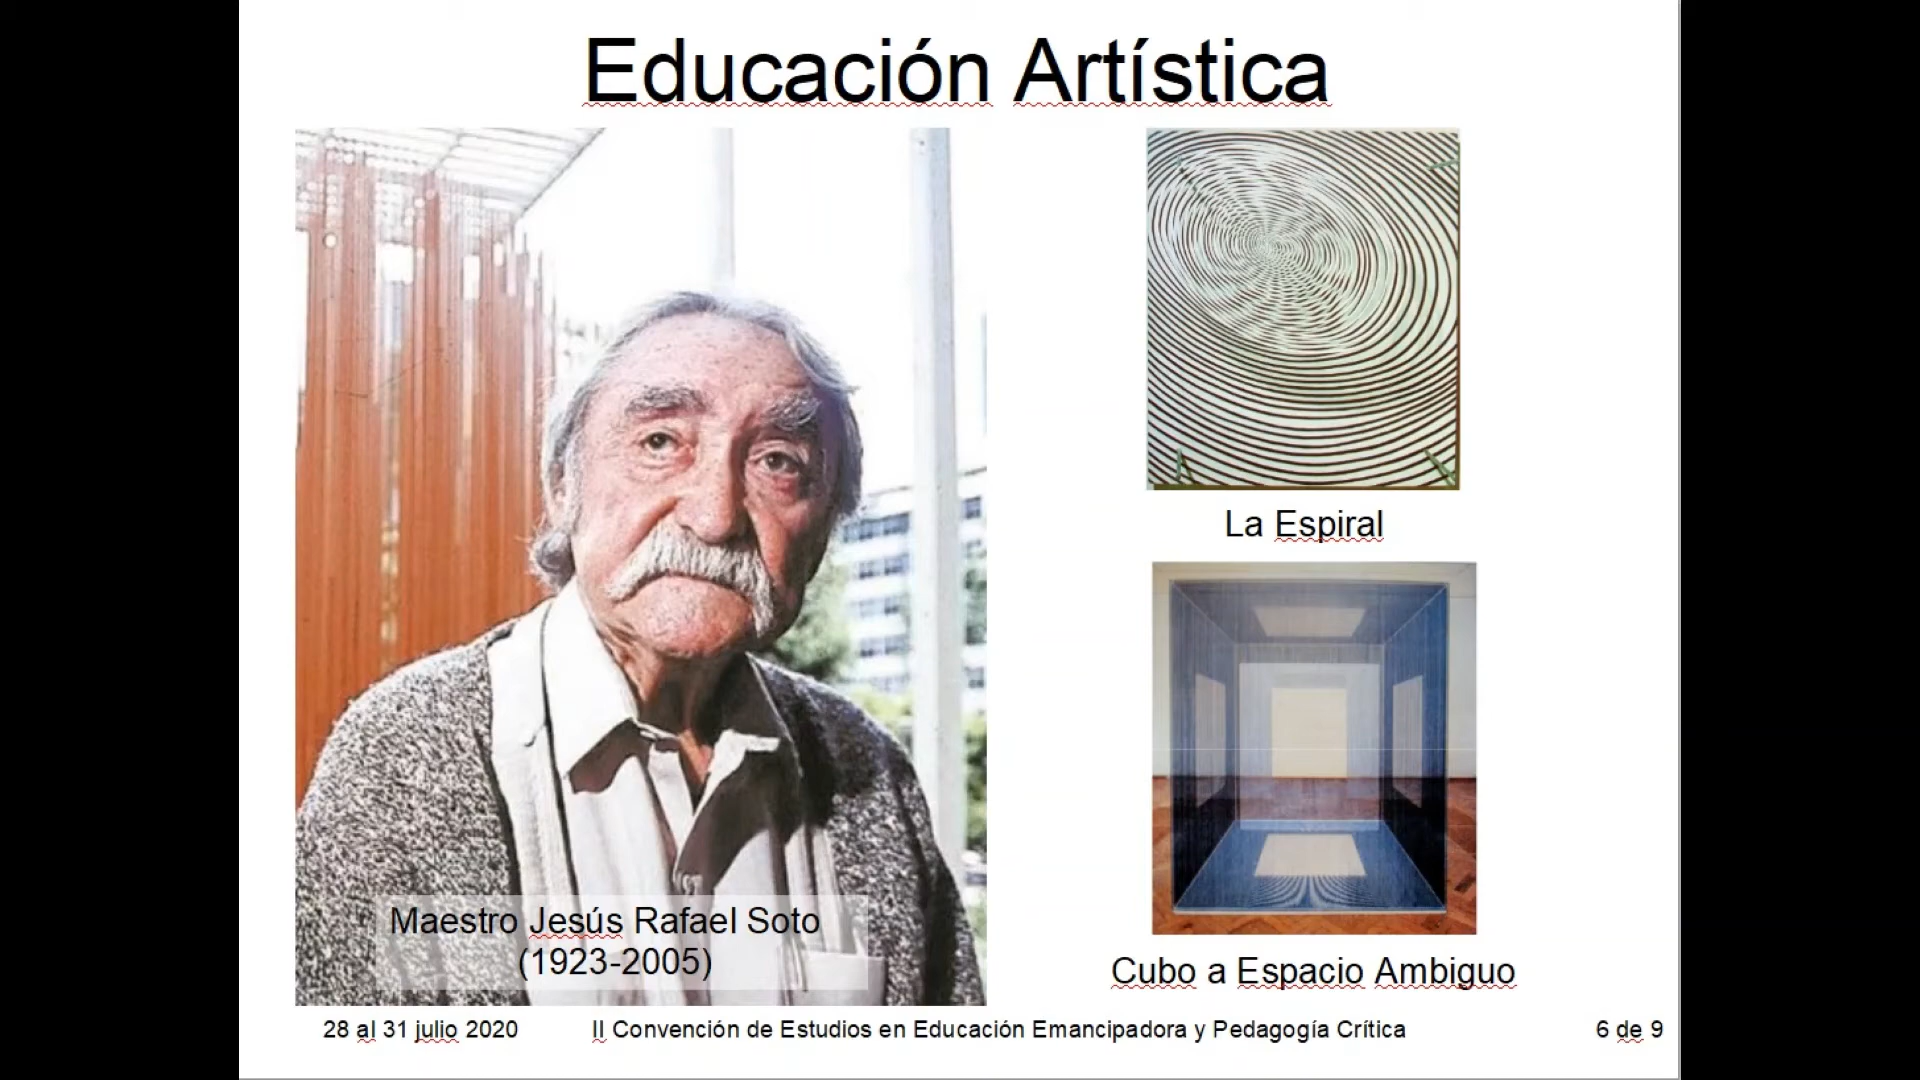 Educación Artística
Maestro Jesús Rafael Soto
(1923-2005)
La Espiral
Cubo a Espacio Ambiguo
28 al 31 julio 2020
II Convención de Estudios en Educación Emancipadora y Pedagogía Crítica
6 de 9